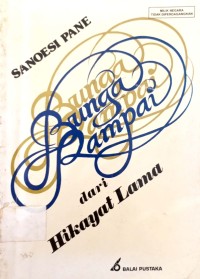 MILIK NEGARA
TIDAK DIPERDAGANGKAN
SANOESI PANE
Bunga
Rampai
dari
Hikayat Lama
BALAI PUSTAKA